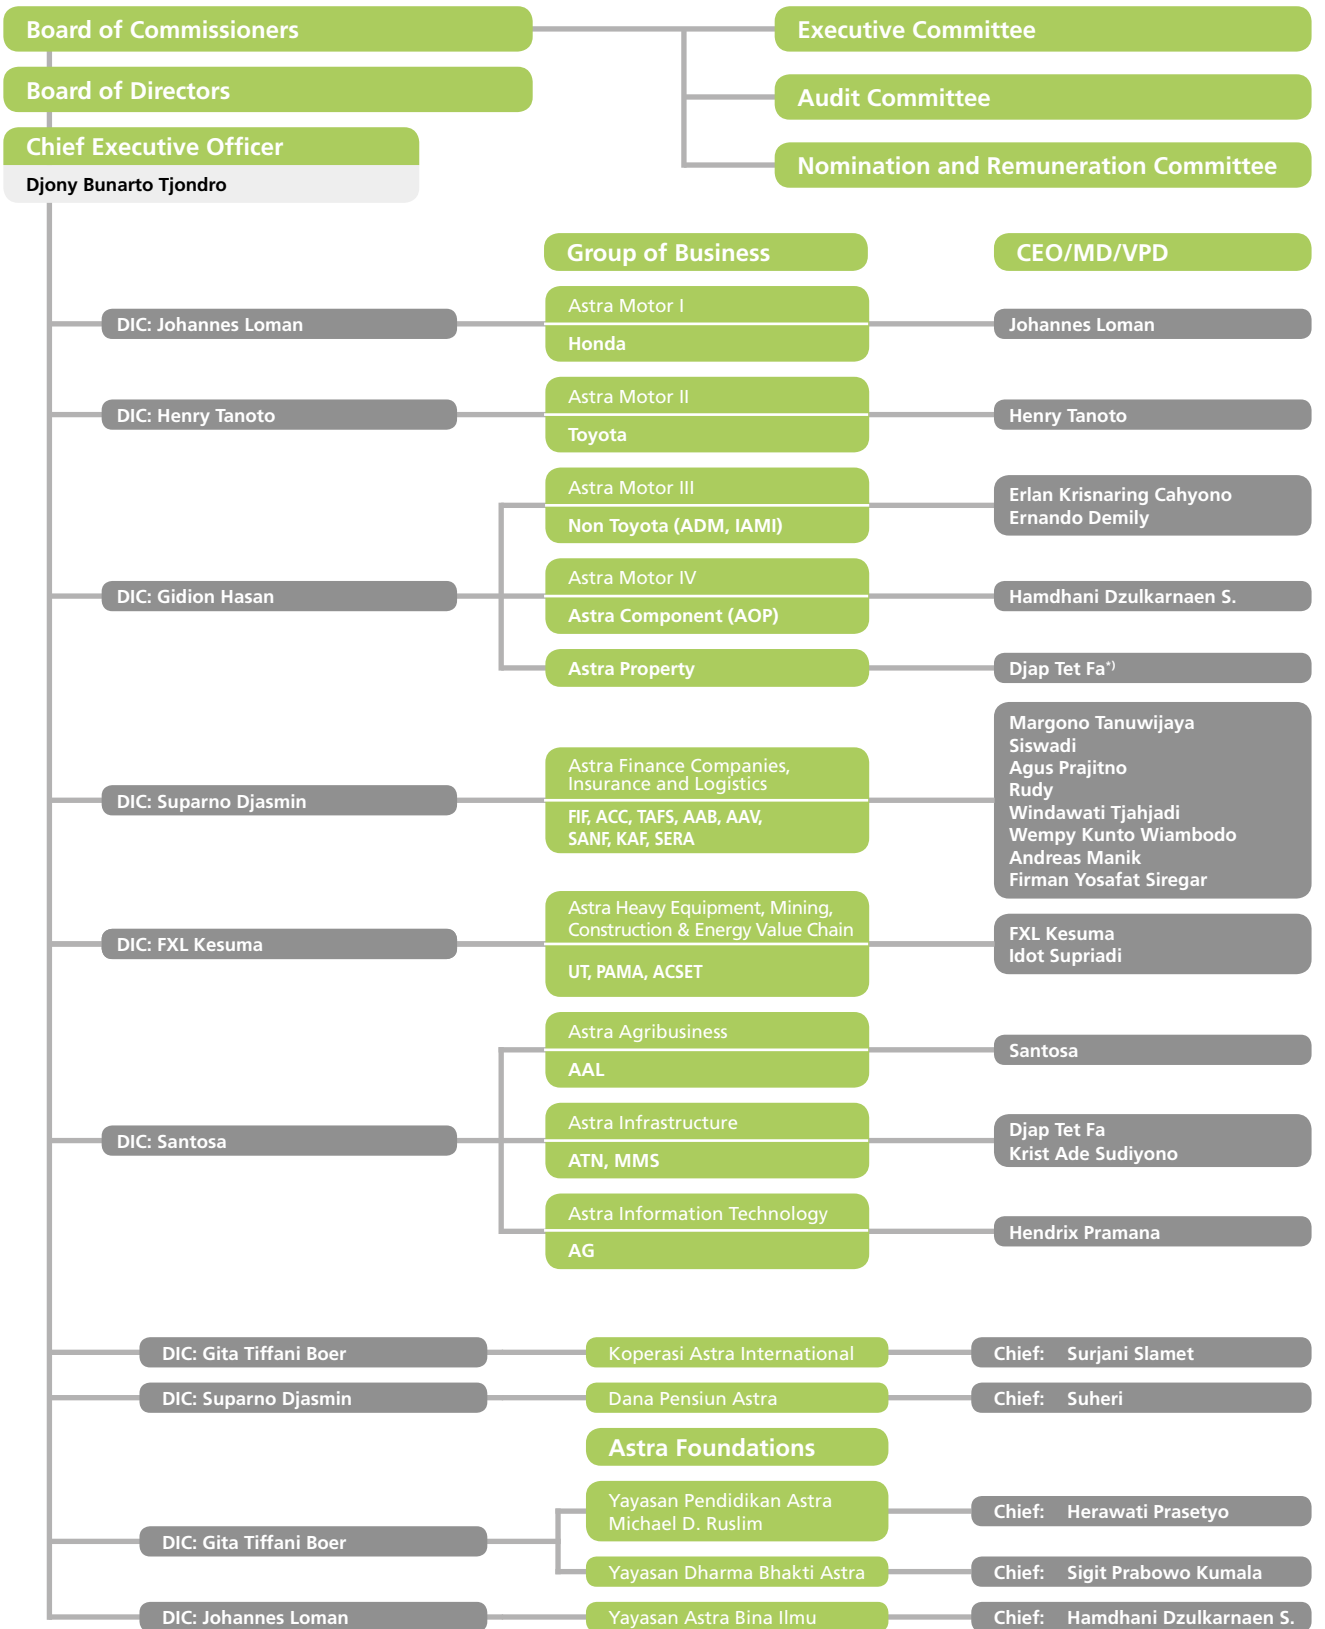 Board of Commissioners
Executive Committee
Board of Directors
Audit Committee
Chief Executive Officer
Djony Bunarto Tjondro
Nomination and Remuneration Committee
Group of Business
CEO/MD/VPD
DIC: Johannes Loman
Astra Motor I
Honda
Johannes Loman
DIC: Henry Tanoto
Astra Motor II
Toyota
Henry Tanoto
DIC: Gidion Hasan
Astra Motor III
Non Toyota (ADM, IAMI)
Erlan Krisnaring Cahyono
Ernando Demily
Astra Motor IV
Astra Component (AOP)
Hamdhani Dzulkarnaen S.
Astra Property
Djap Tet Fa*)
DIC: Suparno Djasmin
Astra Finance Companies,
Insurance and Logistics
FIF, ACC, TAFS, AAB, AAV,
SANF, KAF, SERA
Margono Tanuwijaya
Siswadi
Agus Prajitno
Rudy
Windawati Tjahjadi
Wempy Kunto Wiambodo
Andreas Manik
Firman Yosafat Siregar
DIC: FXL Kesuma
Astra Heavy Equipment, Mining,
Construction & Energy Value Chain
UT, PAMA, ACSET
FXL Kesuma
Idot Supriadi
DIC: Santosa
Astra Agribusiness
AAL
Santosa
Astra Infrastructure
ATN, MMS
Djap Tet Fa
Krist Ade Sudiyono
Astra Information Technology
AG
Hendrix Pramana
DIC: Gita Tiffani Boer
Koperasi Astra International
Chief: Surjani Slamet
DIC: Suparno Djasmin
Dana Pensiun Astra
Chief: Suheri
Astra Foundations
DIC: Gita Tiffani Boer
Yayasan Pendidikan Astra
Michael D. Ruslim
Chief: Herawati Prasetyo
Yayasan Dharma Bhakti Astra
Chief: Sigit Prabowo Kumala
DIC: Johannes Loman
Yayasan Astra Bina Ilmu
Chief: Hamdhani Dzulkarnaen S.